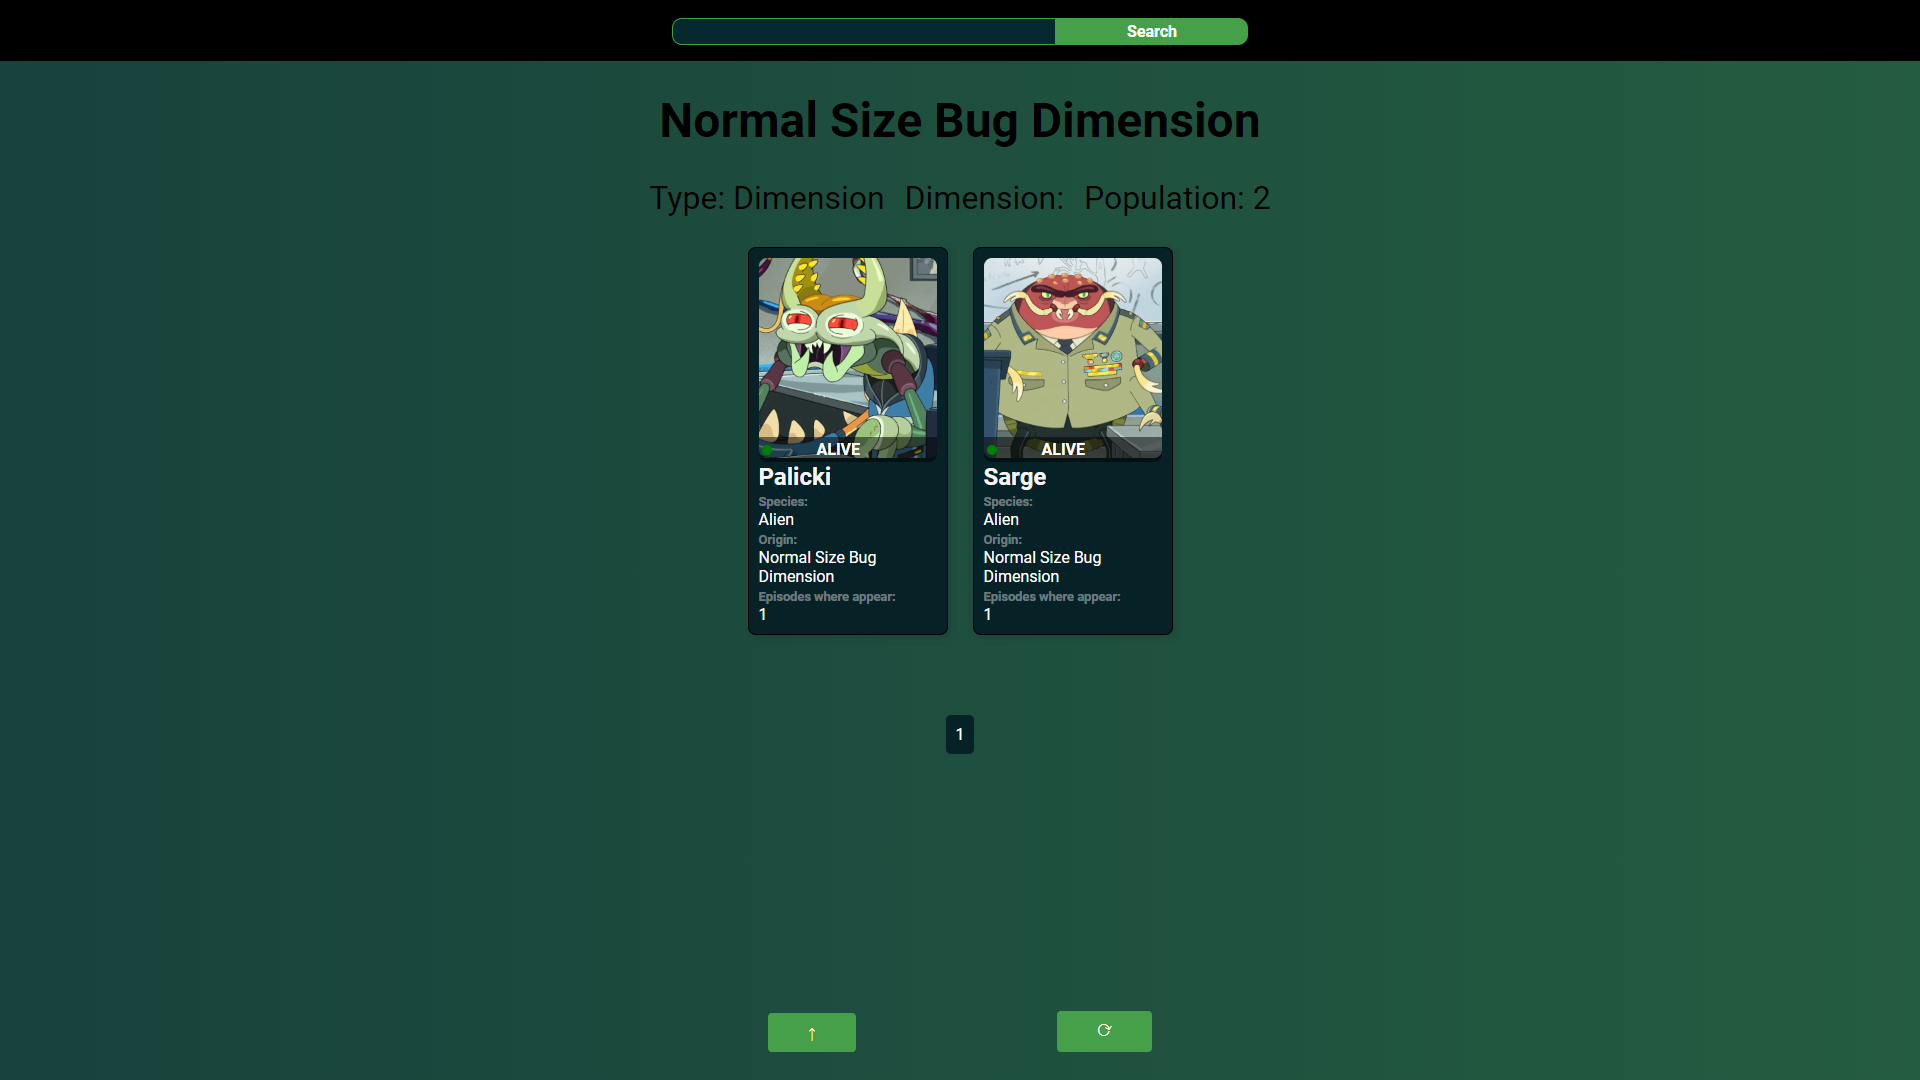 Search
Normal Size Bug Dimension
Type: Dimension Dimension: Population: 2
ALIVE
Palicki
Species:
Alien
Origin:
Normal Size Bug
Dimension
Episodes where appear:
1
ALIVE
Sarge
Species:
Alien
Origin:
Normal Size Bug
Dimension
Episodes where appear:
1
1
↑
⟳